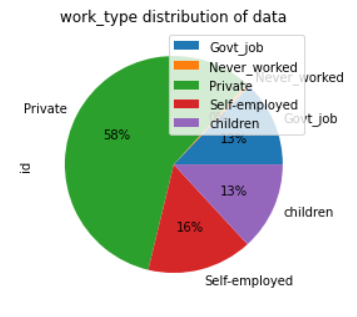 work_type distribution of data
Govt_job
Never_worked
Private
Self-employed
children
Never_worked
Govt_job
Private
58%
13%
id
13%
children
16%
Self-employed